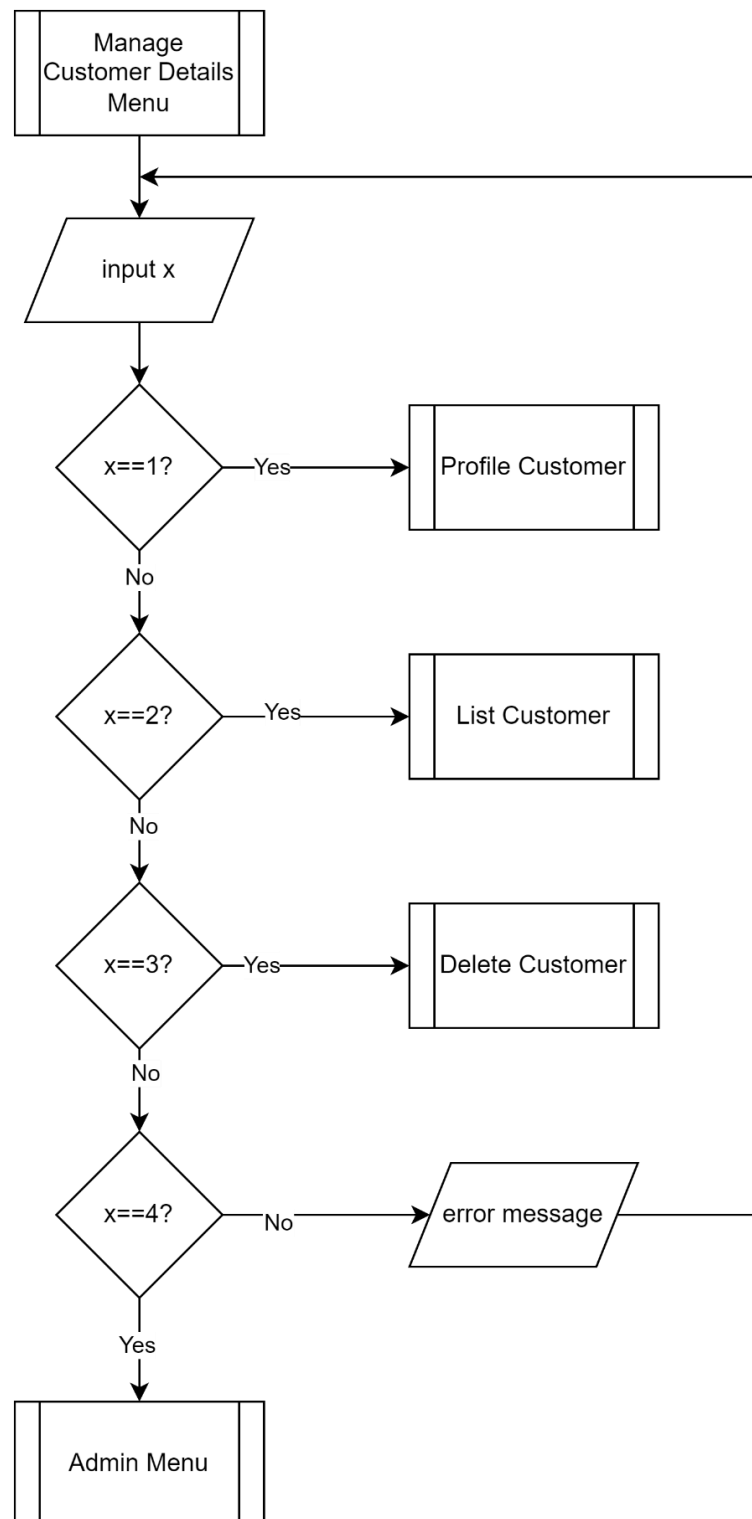 Manage
Customer Details
Menu
input x
x==1?
Yes
Profile Customer
No
x==2?
Yes
List Customer
No
x==3?
Yes
Delete Customer
No
x==4?
No
error message
Yes
Admin Menu